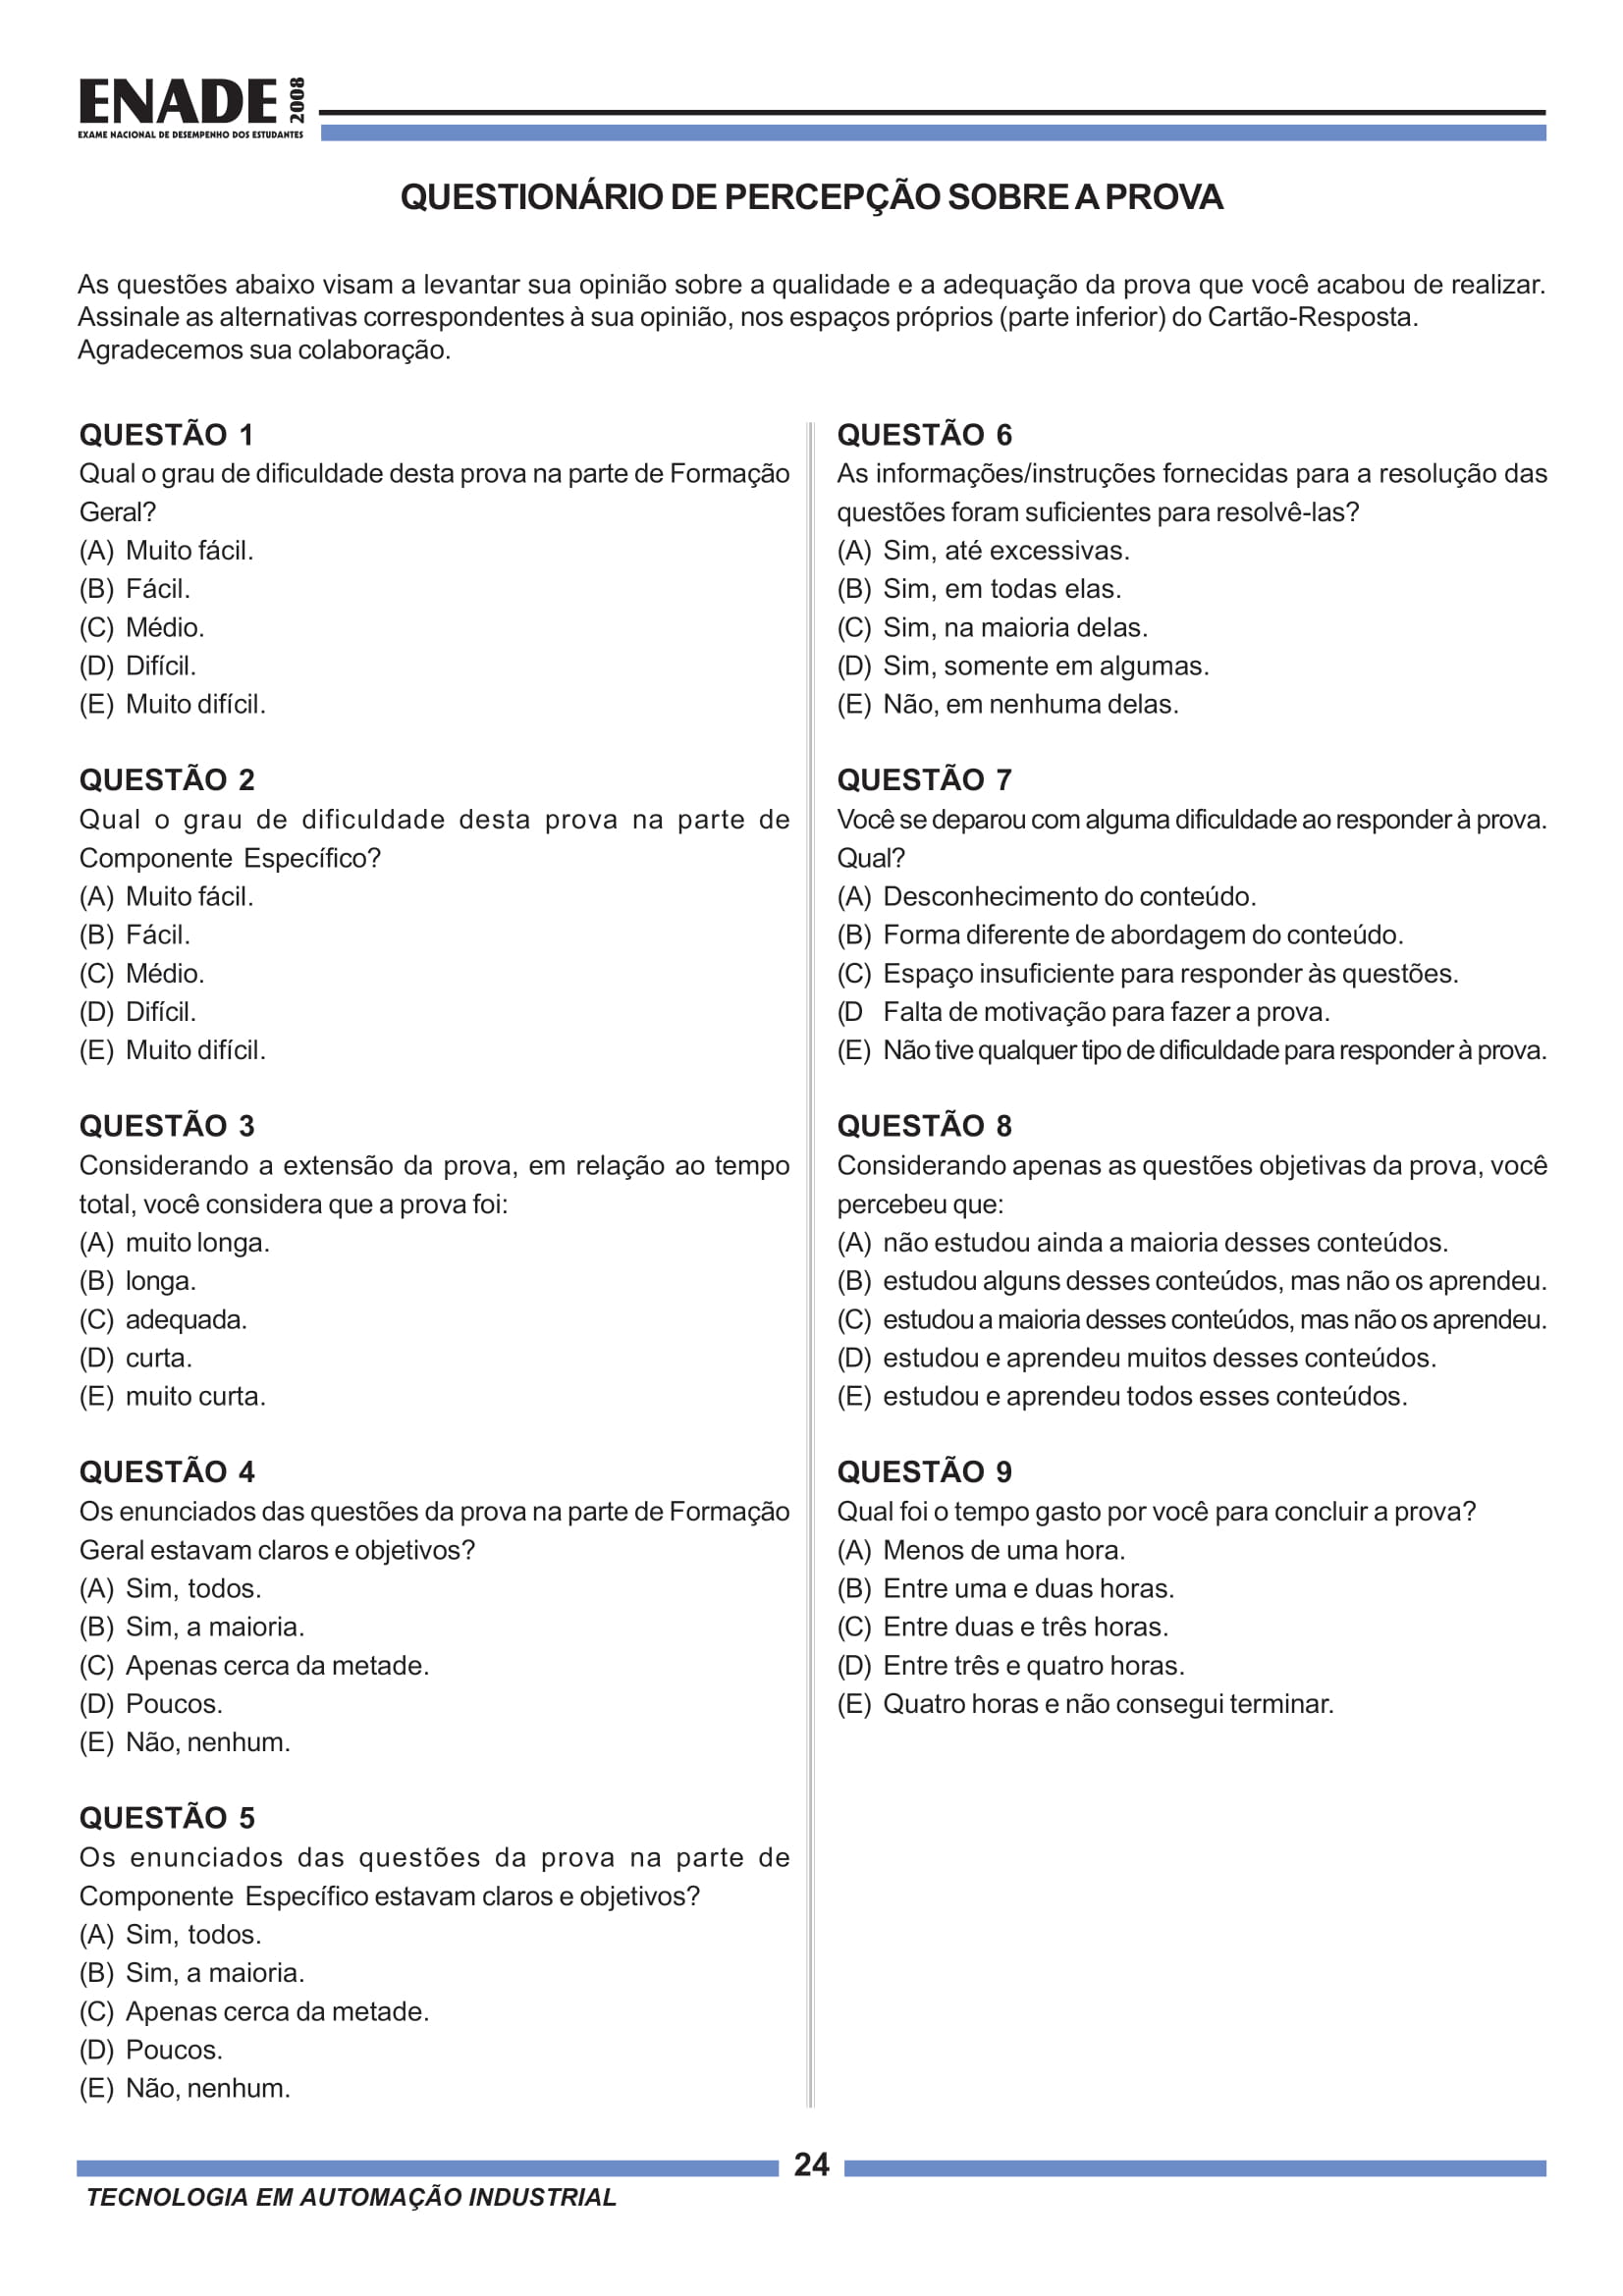 ENADE 2008
EXAME NACIONAL DE DESEMPENHO DOS ESTUDANTES
QUESTIONÁRIO DE PERCEPÇÃO SOBRE A PROVA
As questões abaixo visam a levantar sua opinião sobre a qualidade e a adequação da prova que você acabou de realizar.
Assinale as alternativas correspondentes à sua opinião, nos espaços próprios (parte inferior) do Cartão-Resposta.
Agradecemos sua colaboração.
QUESTÃO 1
Qual o grau de dificuldade desta prova na parte de Formação
Geral?
(A) Muito fácil.
(B) Fácil.
(C) Médio.
(D) Difícil.
(E) Muito difícil.
QUESTÃO 2
Qual o grau de dificuldade desta prova na parte de
Componente Específico?
(A) Muito fácil.
(B) Fácil.
(C) Médio.
(D) Difícil.
(E) Muito difícil.
QUESTÃO 3
Considerando a extensão da prova, em relação ao tempo
total, você considera que a prova foi:
(A) muito longa.
(B) longa.
(C) adequada.
(D) curta.
(E) muito curta.
QUESTÃO 4
Os enunciados das questões da prova na parte de Formação
Geral estavam claros e objetivos?
(A) Sim, todos.
(B) Sim, a maioria.
(C) Apenas cerca da metade.
(D) Poucos.
(E) Não, nenhum.
QUESTÃO 5
Os enunciados das questões da prova na parte de
Componente Específico estavam claros e objetivos?
(A) Sim, todos.
(B) Sim, a maioria.
(C) Apenas cerca da metade.
(D) Poucos.
(E) Não, nenhum.
QUESTÃO 6
As informações/instruções fornecidas para a resolução das
questões foram suficientes para resolvê-las?
(A) Sim, até excessivas.
(B) Sim, em todas elas.
(C) Sim, na maioria delas.
(D) Sim, somente em algumas.
(E) Não, em nenhuma delas.
QUESTÃO 7
Você se deparou com alguma dificuldade ao responder à prova.
Qual?
(A) Desconhecimento do conteúdo.
(B) Forma diferente de abordagem do conteúdo.
(C) Espaço insuficiente para responder às questões.
(D Falta de motivação para fazer a prova.
(E) Não tive qualquer tipo de dificuldade para responder à prova.
QUESTÃO 8
Considerando apenas as questões objetivas da prova, você
percebeu que:
(A) não estudou ainda a maioria desses conteúdos.
(B) estudou alguns desses conteúdos, mas não os aprendeu.
(C) estudou a maioria desses conteúdos, mas não os aprendeu.
(D) estudou e aprendeu muitos desses conteúdos.
(E) estudou e aprendeu todos esses conteúdos.
QUESTÃO 9
Qual foi o tempo gasto por você para concluir a prova?
(A) Menos de uma hora.
(B) Entre uma e duas horas.
(C) Entre duas e três horas.
(D) Entre três e quatro horas.
(E) Quatro horas e não consegui terminar.
24
TECNOLOGIA EM AUTOMAÇÃO INDUSTRIAL